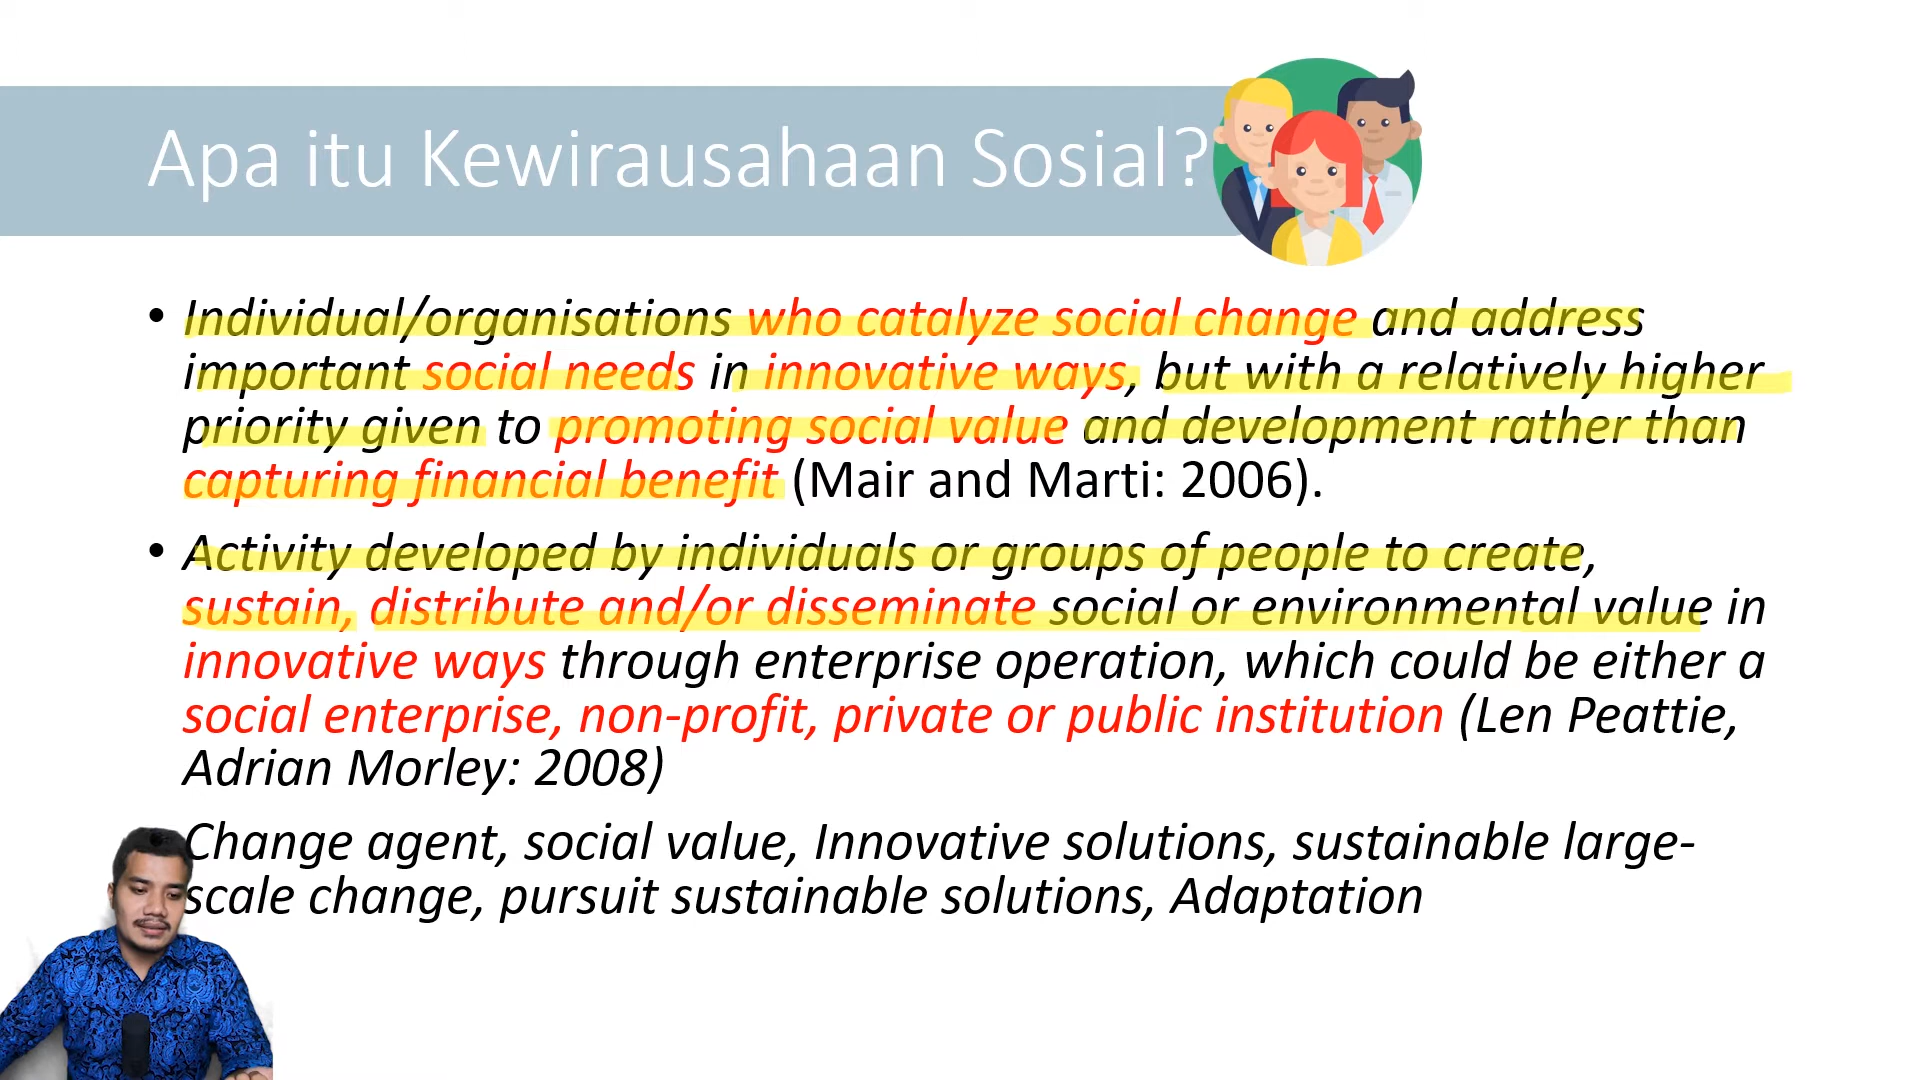 Apa itu Kewirausahaan Sosial?
• Individual/organisations who catalyze social change and address
important social needs in innovative ways, but with a relatively higher
priority given to promoting social value and development rather than
capturing financial benefit (Mair and Marti: 2006).
• Activity developed by individuals or groups of people to create,
sustain, distribute and/or disseminate social or environmental value in
innovative ways through enterprise operation, which could be either a
social enterprise, non-profit, private or public institution (Len Peattie,
Adrian Morley: 2008)
Change agent, social value, Innovative solutions, sustainable large-
scale change, pursuit sustainable solutions, Adaptation